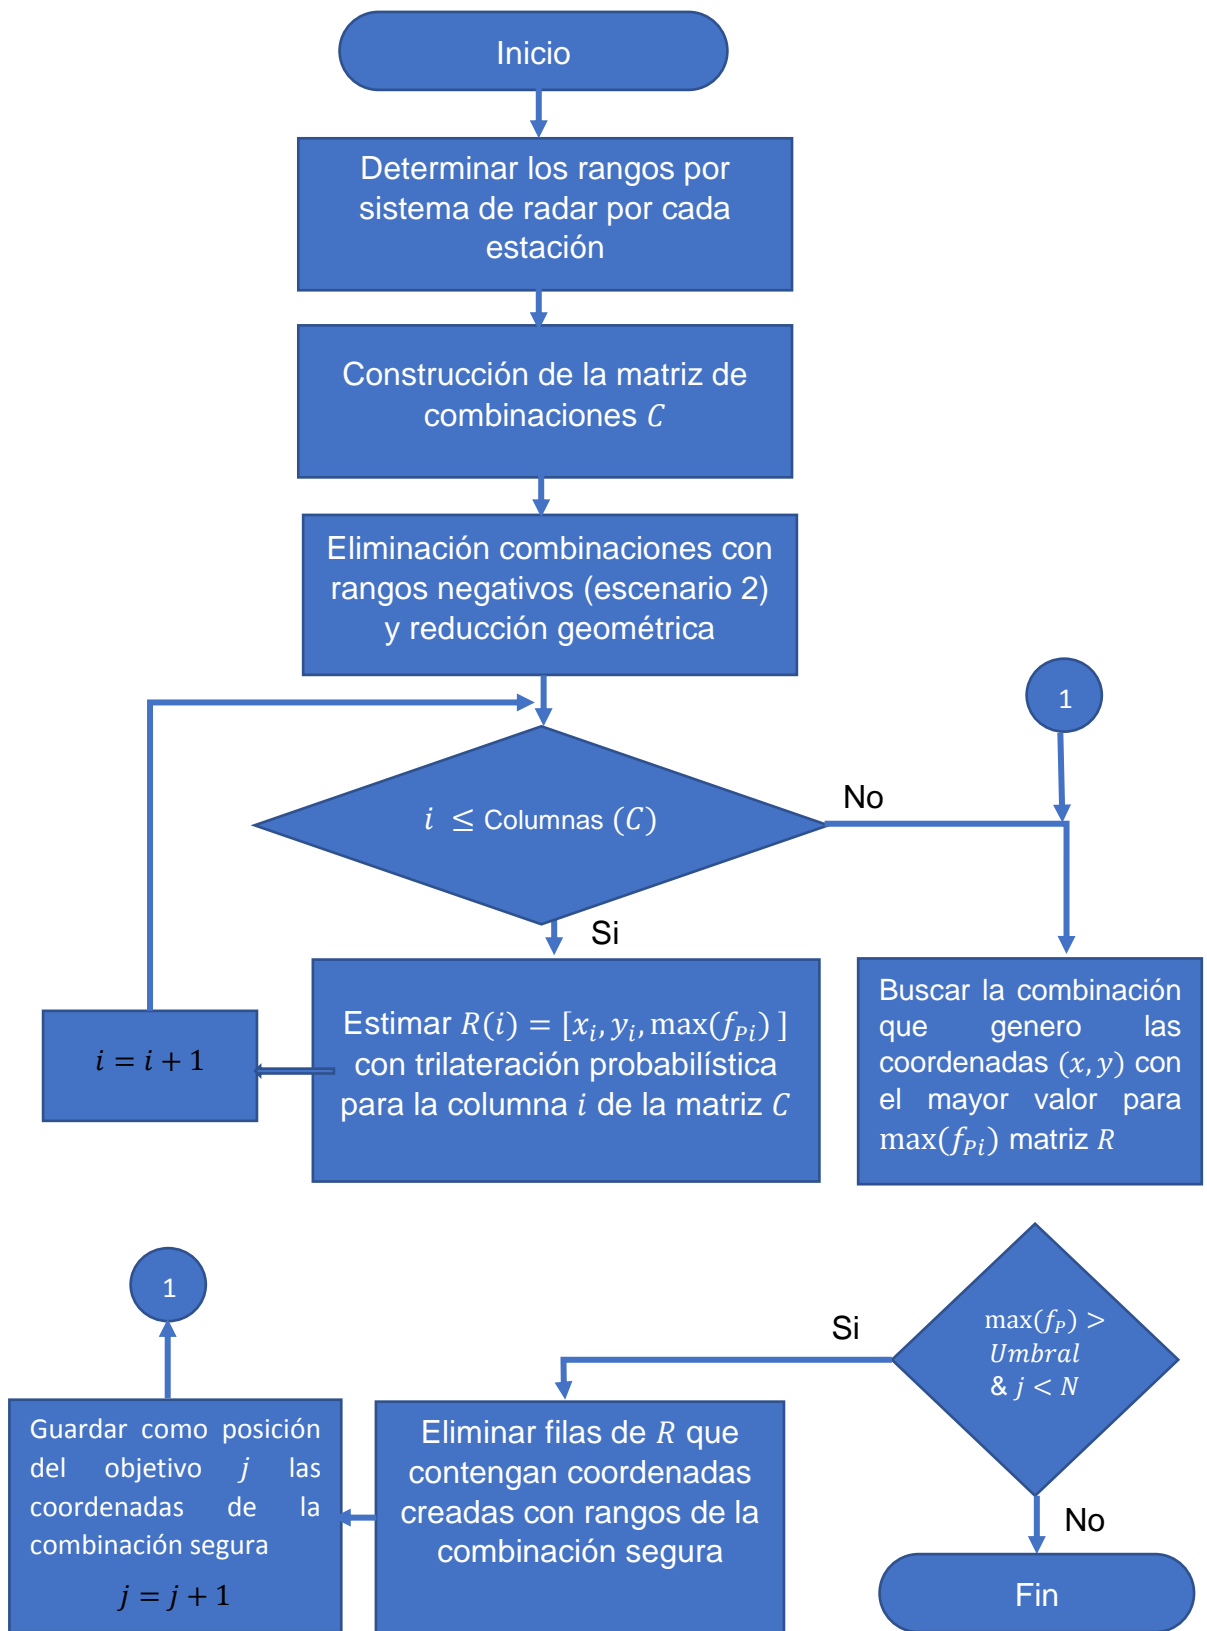 Inicio
Determinar los rangos por
sistema de radar por cada
estación
Construcción de la matriz de
combinaciones C
Eliminación combinaciones con
rangos negativos (escenario 2)
y reducción geométrica
1
i ≤ Columnas (C)
No
Si
i = i + 1
Estimar R(i) = [x_i, y_i, max(f_{Pi}) ]
con trilateración probabilística
para la columna i de la matriz C
Buscar la combinación
que genero las
coordenadas (x, y) con
el mayor valor para
max(f_{Pi}) matriz R
max(f_P) >
Umbral
& j < N
Si
No
Eliminar filas de R que
contengan coordenadas
creadas con rangos de la
combinación segura
1
Guardar como posición
del objetivo j las
coordenadas de la
combinación segura
j = j + 1
Fin